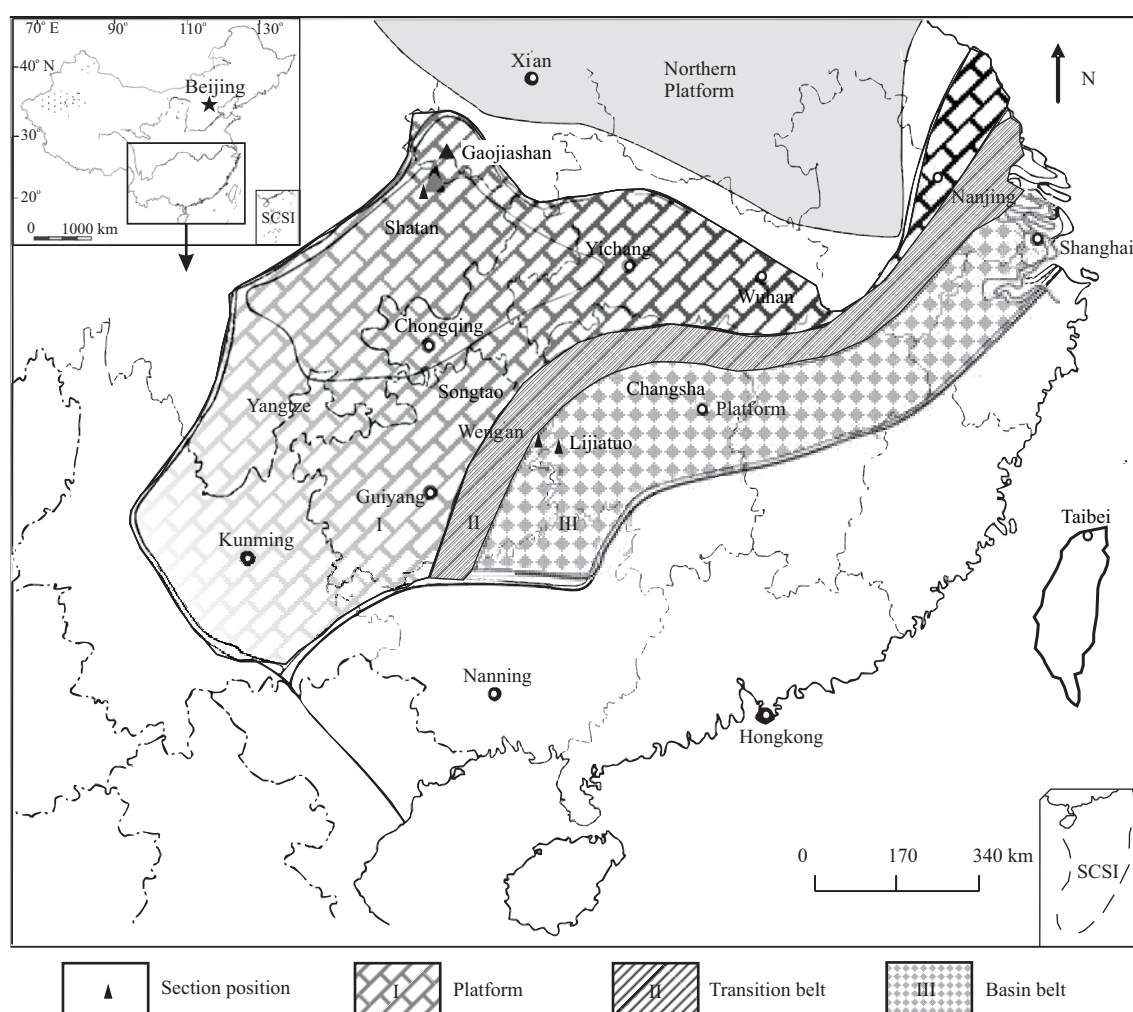 70° E 90° 110° 130°
40° N
Beijing
30°
20°
SCSI
0 1000 km
Xian
Northern
Platform
N
Gaojiashan
Shatan
Nanjing
Yichang
Shanghai
Wuhan
Chongqing
Songtao
Changsha
Yangtze
Platform
Wengan
Lijiatuo
Guiyang
I
II
III
Kunming
Taibei
Nanning
Hongkong
0 170 340 km
SCSI
Section position
I Platform
II Transition belt
III Basin belt